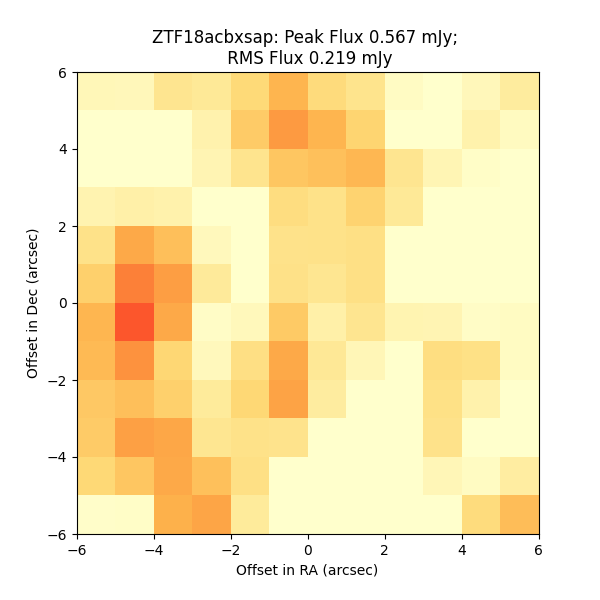 ZTF18acbxsap: Peak Flux 0.567 mJy;
RMS Flux 0.219 mJy
6
4
2
0
−2
−4
−6
Offset in Dec (arcsec)
−6 −4 −2 0 2 4 6
Offset in RA (arcsec)